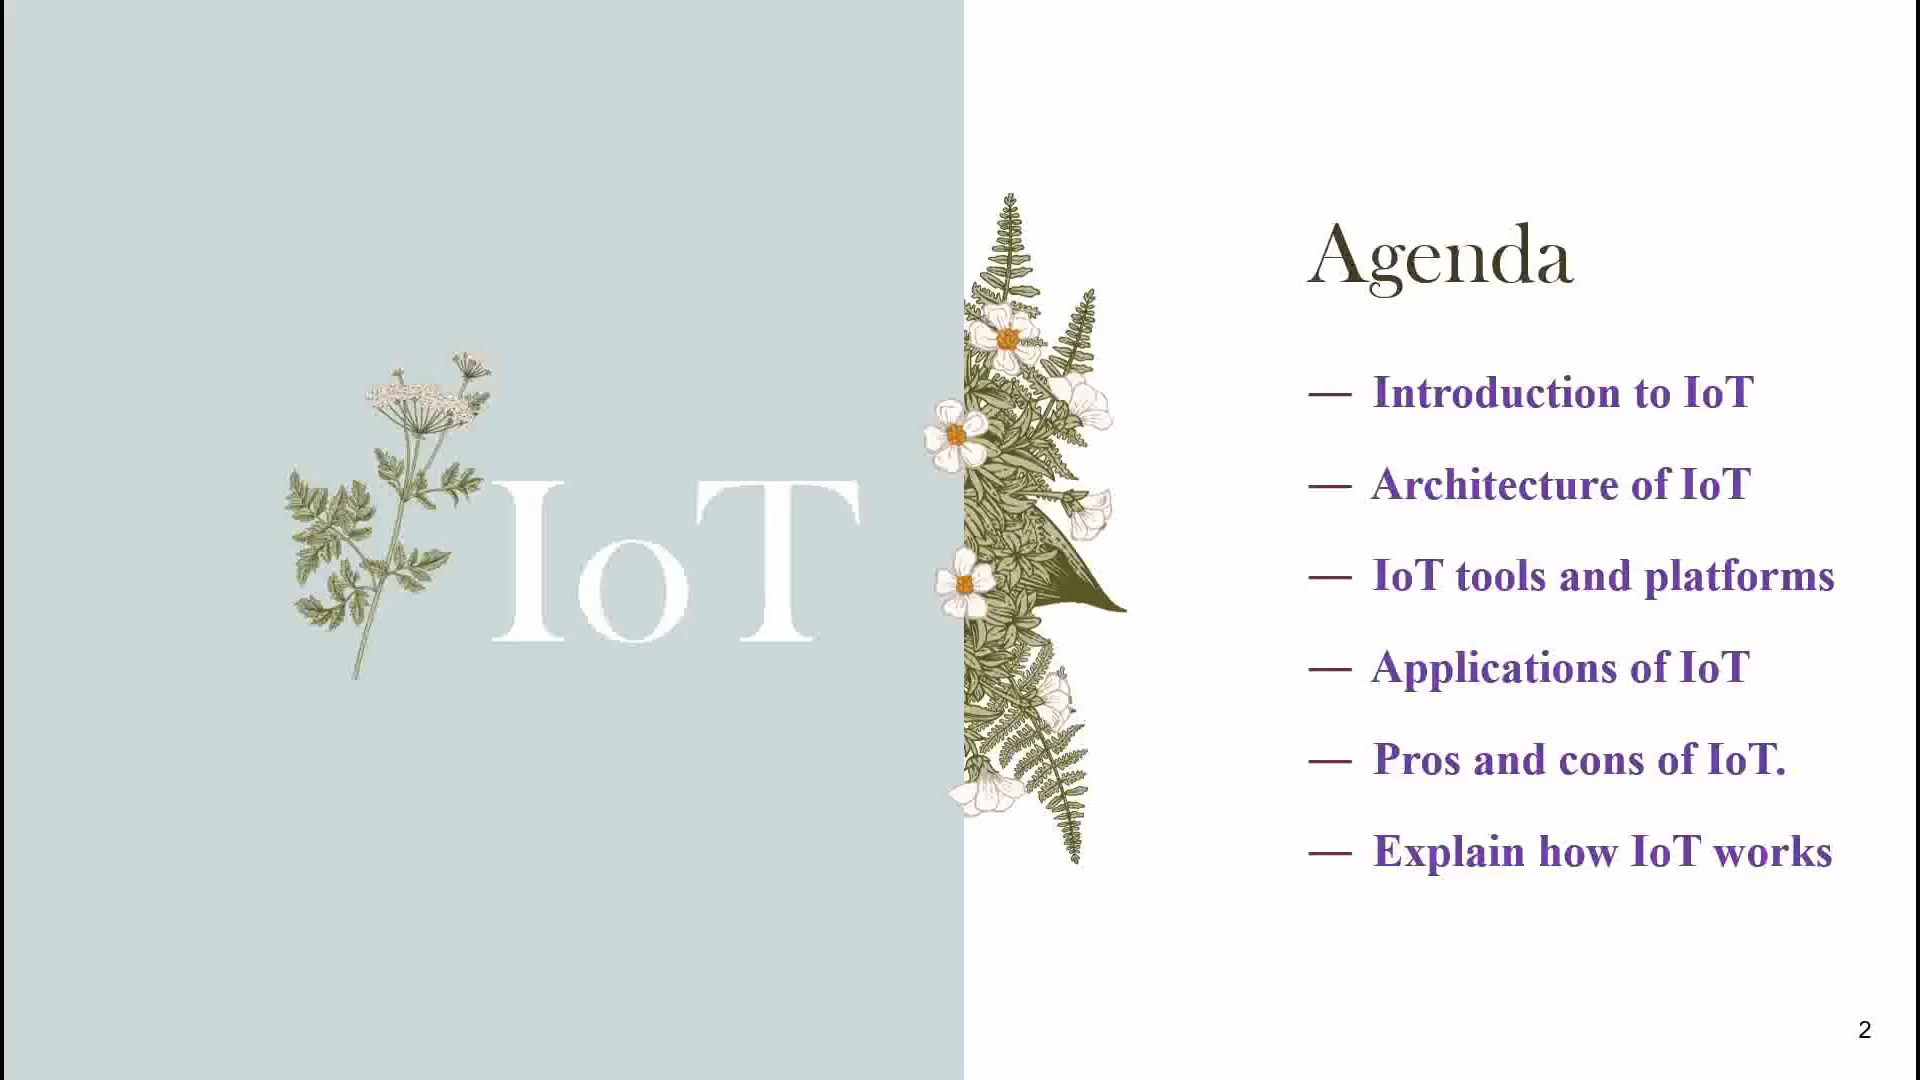 IoT
Agenda
— Introduction to IoT
— Architecture of IoT
— IoT tools and platforms
— Applications of IoT
— Pros and cons of IoT.
— Explain how IoT works
2